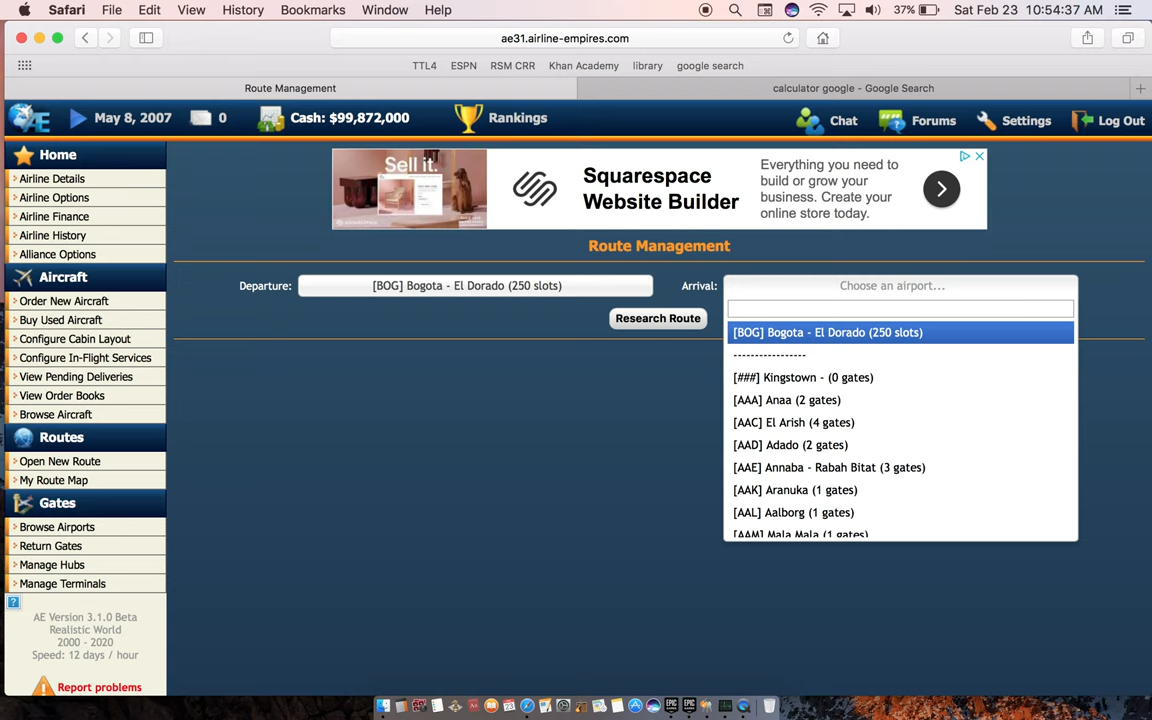 Safari File Edit View History Bookmarks Window Help 37% Sat Feb 23 10:54:37 AM
ae31.airline-empires.com
TTL4 ESPN RSM CRR Khan Academy library google search
Route Management calculator google - Google Search
AE May 8, 2007 0 Cash: $99,872,000 Rankings Chat Forums Settings Log Out
Home
Airline Details
Airline Options
Airline Finance
Airline History
Alliance Options
Aircraft
Order New Aircraft
Buy Used Aircraft
Configure Cabin Layout
Configure In-Flight Services
View Pending Deliveries
View Order Books
Browse Aircraft
Routes
Open New Route
My Route Map
Gates
Browse Airports
Return Gates
Manage Hubs
Manage Terminals
?
AE Version 3.1.0 Beta
Realistic World
2000 - 2020
Speed: 12 days / hour
Report problems
Sell it.
Squarespace
Website Builder
Everything you need to
build or grow your
business. Create your
online store today.
Route Management
Departure: [BOG] Bogota - El Dorado (250 slots) Arrival: Choose an airport...
Research Route
[BOG] Bogota - El Dorado (250 slots)
-----------------
[###] Kingstown - (0 gates)
[AAA] Anaa (2 gates)
[AAC] El Arish (4 gates)
[AAD] Adado (2 gates)
[AAE] Annaba - Rabah Bitat (3 gates)
[AAK] Aranuka (1 gates)
[AAL] Aalborg (1 gates)
[AAM] Mala Mala (1 gates)